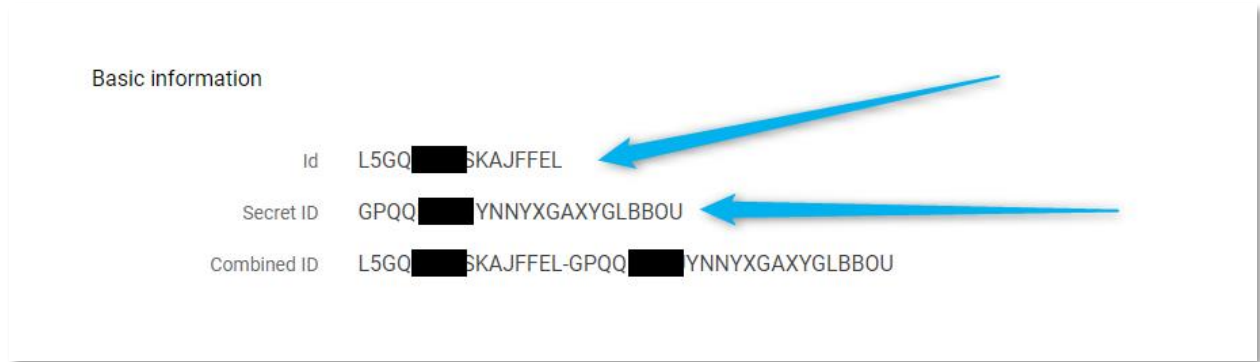 Basic information
Id L5GQ SKAJFFEL
Secret ID GPQQ YNNYXGAXYGLBBOU
Combined ID L5GQ SKAJFFEL-GPQQ YNNYXGAXYGLBBOU